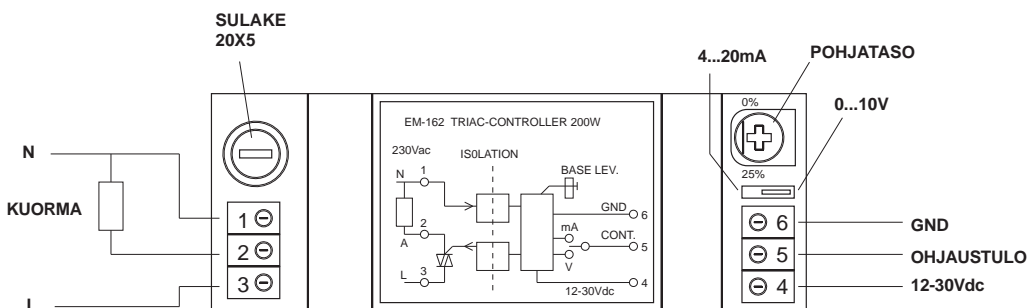 SULAKE
20X5
4...20mA
POHJATASO
0...10V
0%
25%
EM-162 TRIAC-CONTROLLER 200W
230Vac
ISOLATION
BASE LEV.
N
1
GND
6
mA
A
2
CONT.
5
V
L
3
12-30Vdc
4
N
KUORMA
L
1
2
3
6
5
4
GND
OHJAUSTULO
12-30Vdc